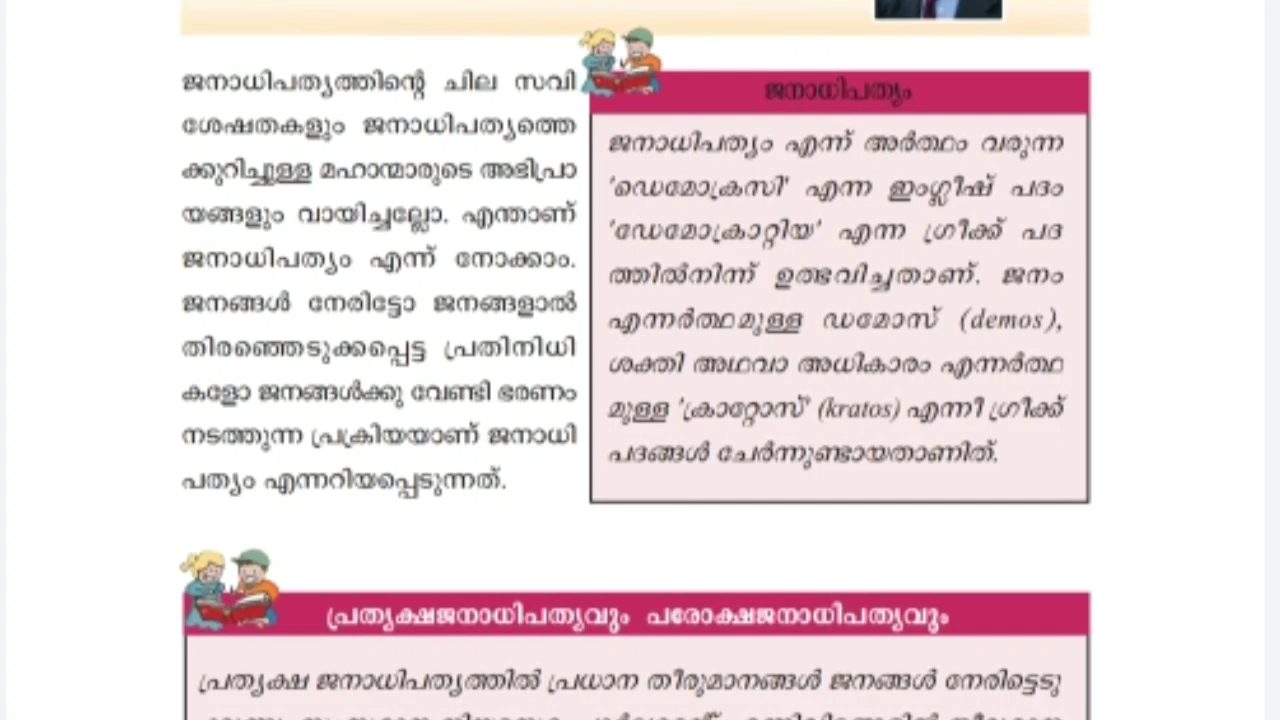 ജനാധിപത്യത്തിന്റെ ചില സവി
ശേഷതകളും ജനാധിപത്യത്തെ
ക്കുറിച്ചുള്ള മഹാന്മാരുടെ അഭിപ്രാ
യങ്ങളും വായിച്ചല്ലോ. എന്താണ്
ജനാധിപത്യം എന്ന് നോക്കാം.
ജനങ്ങൾ നേരിട്ടോ ജനങ്ങളാൽ
തിരഞ്ഞെടുക്കപ്പെട്ട പ്രതിനിധി
കളോ ജനങ്ങൾക്കു വേണ്ടി ഭരണം
നടത്തുന്ന പ്രക്രിയയാണ് ജനാധി
പത്യം എന്നറിയപ്പെടുന്നത്.
ജനാധിപത്യം
ജനാധിപത്യം എന്ന് അർത്ഥം വരുന്ന
'ഡെമോക്രസി' എന്ന ഇംഗ്ലീഷ് പദം
'ഡേമോക്രാറ്റിയ' എന്ന ഗ്രീക്ക് പദ
ത്തിൽനിന്ന് ഉത്ഭവിച്ചതാണ്. ജനം
എന്നർത്ഥമുള്ള ഡമോസ് (demos),
ശക്തി അഥവാ അധികാരം എന്നർത്ഥ
മുള്ള 'ക്രാറ്റോസ്' (kratos) എന്നീ ഗ്രീക്ക്
പദങ്ങൾ ചേർന്നുണ്ടായതാണിത്.
പ്രത്യക്ഷജനാധിപത്യവും പരോക്ഷജനാധിപത്യവും
പ്രത്യക്ഷ ജനാധിപത്യത്തിൽ പ്രധാന തീരുമാനങ്ങൾ ജനങ്ങൾ നേരിട്ടെടു